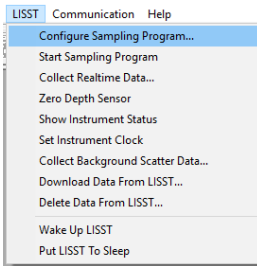 LISST Communication Help
Configure Sampling Program...
Start Sampling Program
Collect Realtime Data...
Zero Depth Sensor
Show Instrument Status
Set Instrument Clock
Collect Background Scatter Data...
Download Data From LISST...
Delete Data From LISST...
Wake Up LISST
Put LISST To Sleep